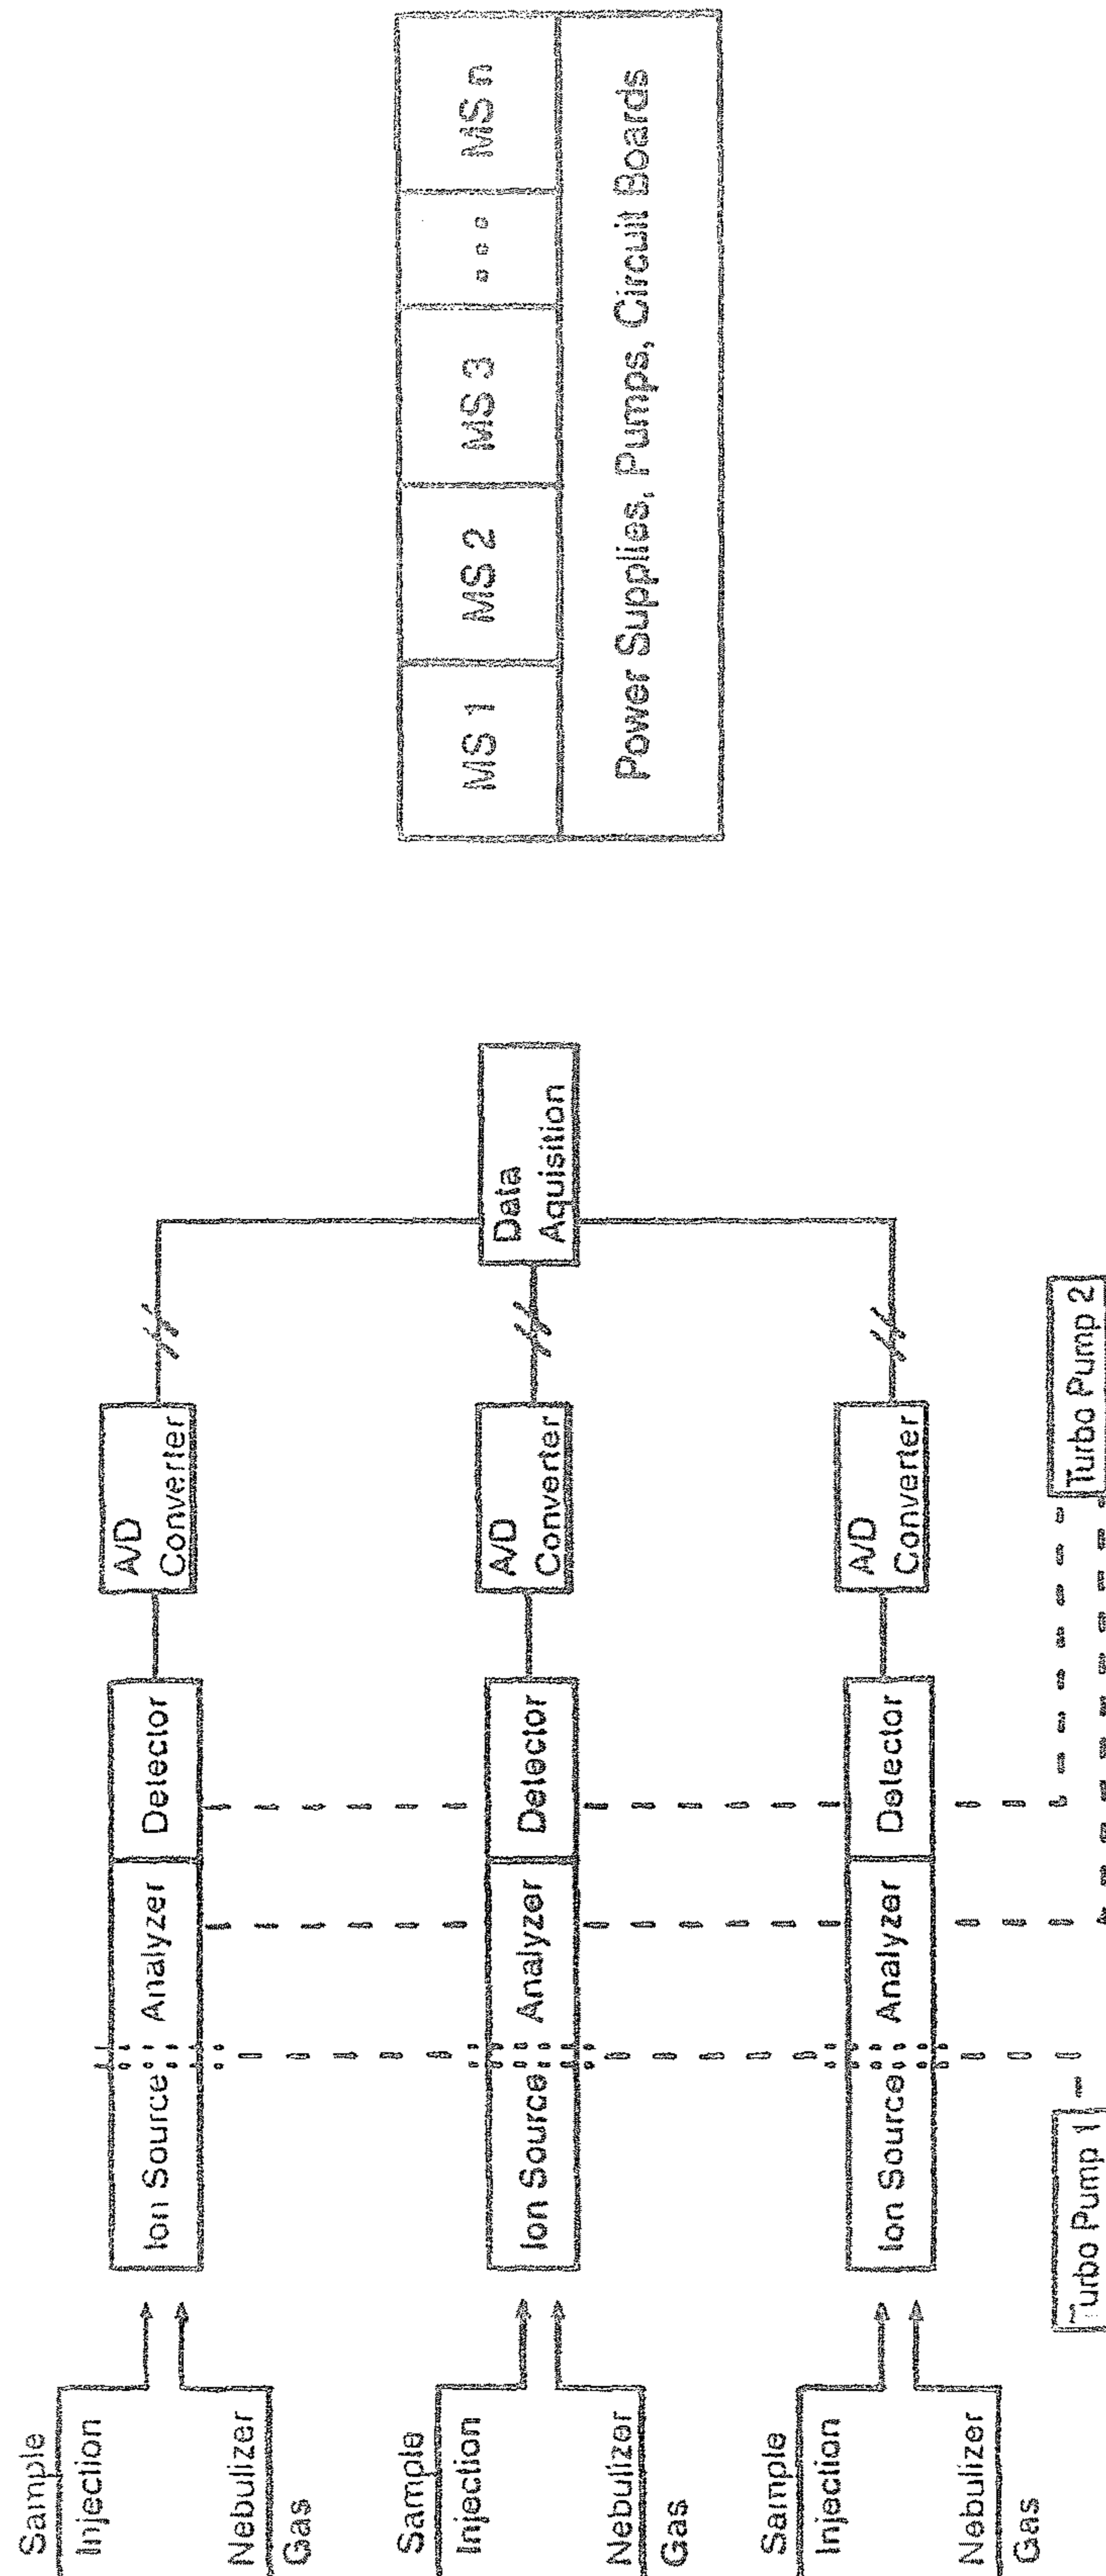 Sample
Injection
Nebulizer
Gas
Ion Source
Analyzer
Detector
A/D
Converter
Sample
Injection
Nebulizer
Gas
Ion Source
Analyzer
Detector
A/D
Converter
Data
Aquisition
Sample
Injection
Nebulizer
Gas
Ion Source
Analyzer
Detector
A/D
Converter
Turbo Pump 1
Turbo Pump 2
MS 1
MS 2
MS 3
MS n
Power Supplies, Pumps, Circuit Boards